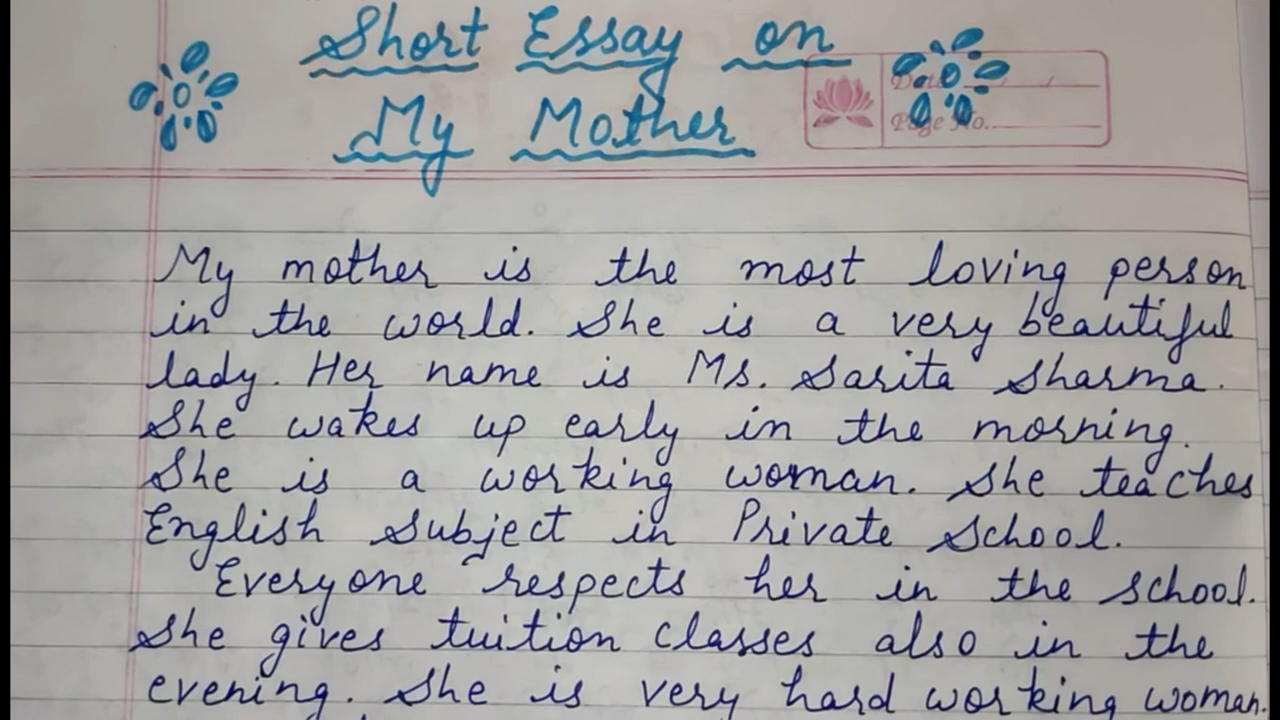 Short Essay on
My Mother
Date
Page No.
My mother is the most loving person
in the world. She is a very beautiful
lady. Her name is Ms. Sarita Sharma.
She wakes up early in the morning.
She is a working woman. She teaches
English Subject in Private School.
Everyone respects her in the school.
She gives tuition classes also in the
evening. She is very hard working woman.